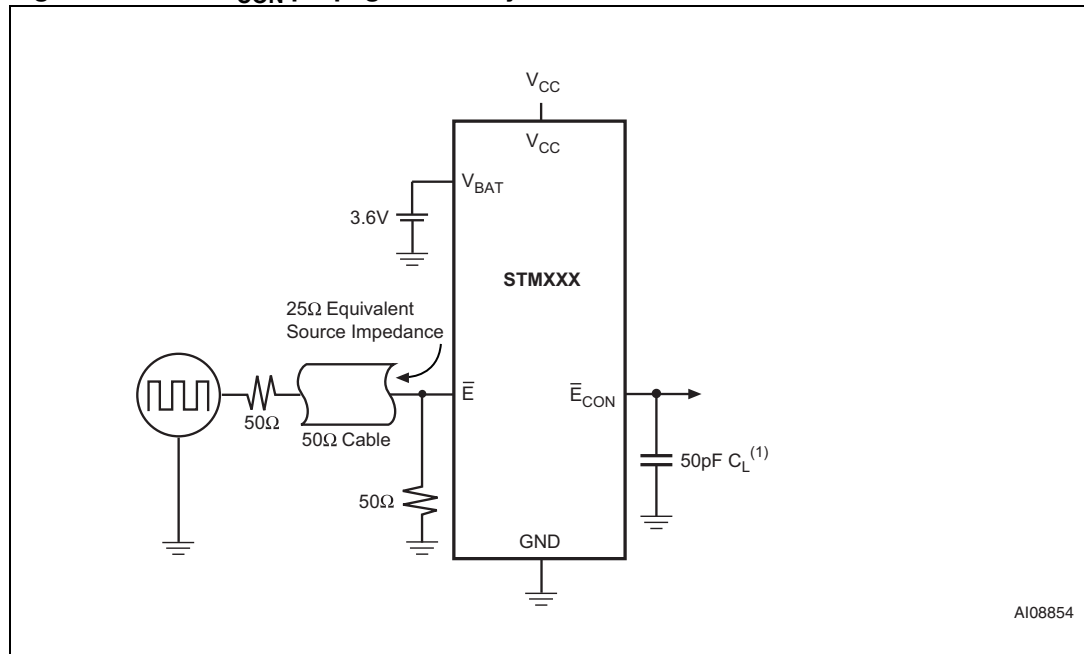 V_CC
V_CC
V_BAT
3.6V
STMXXX
25Ω Equivalent
Source Impedance
E̅
E̅_CON
50Ω
50Ω Cable
50pF C_L^(1)
50Ω
GND
AI08854